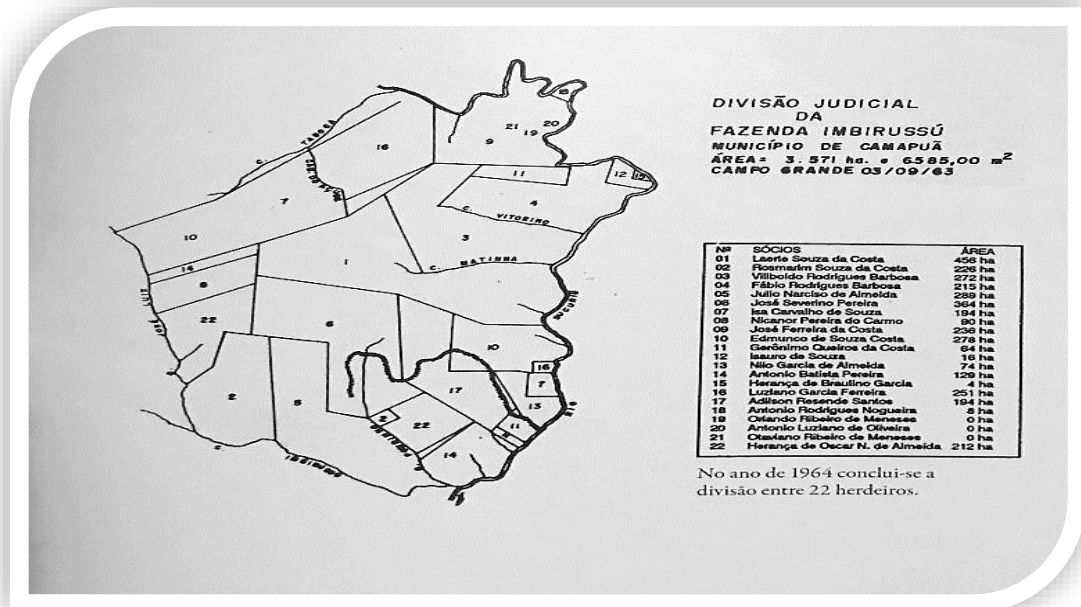 DIVISÃO JUDICIAL
DA
FAZENDA IMBIRUSSÚ
MUNICÍPIO DE CAMAPUÃ
ÁREA= 3.571 ha. e 6585,00 m²
CAMPO GRANDE 03/09/63
Nº SÓCIOS ÁREA
01 Laerte Souza da Costa 456 ha
02 Rosmarim Souza da Costa 226 ha
03 Viliboldo Rodrigues Barbosa 272 ha
04 Fábio Rodrigues Barbosa 215 ha
05 Julio Narciso de Almeida 289 ha
06 José Severino Pereira 364 ha
07 Isa Carvalho de Souza 194 ha
08 Nicanor Pereira do Carmo 90 ha
09 José Ferreira da Costa 236 ha
10 Edmunco de Souza Costa 278 ha
11 Gerônimo Queiros da Costa 64 ha
12 Isauro de Souza 16 ha
13 Nilo Garcia de Almeida 74 ha
14 Antonio Batista Pereira 129 ha
15 Herança de Braulino Garcia 4 ha
16 Luziano Garcia Ferreira 251 ha
17 Adilson Resende Santos 194 ha
18 Antonio Rodrigues Nogueira 8 ha
19 Orlando Ribeiro de Meneses 0 ha
20 Antonio Luziano de Oliveira 0 ha
21 Otaviano Ribeiro de Meneses 0 ha
22 Herança de Oscar N. de Almeida 212 ha
No ano de 1964 conclui-se a
divisão entre 22 herdeiros.
C. TABOCA
16
21
20
19
9
11
12
4
C. VITORINO
7
10
3
1
C. MATINHA
14
8
22
6
SUCURIÚ
10
16
7
17
13
RIO
2
5
2
22
11
14
C.